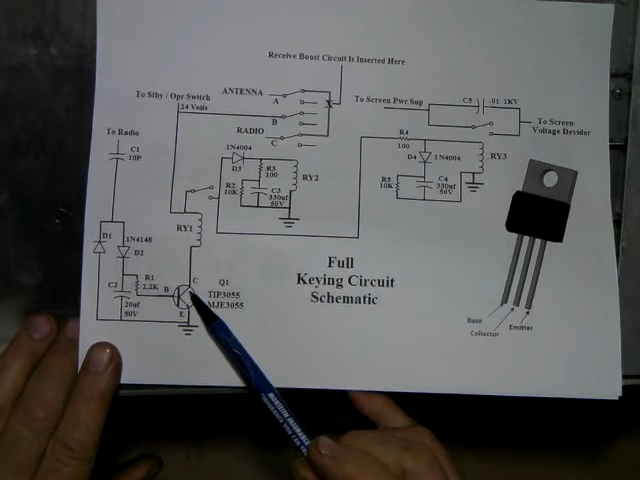 Receive Boost Circuit Is Inserted Here
To Stby / Opr Switch
24 Volts
ANTENNA
A
B
RADIO
C
To Screen Pwr Sup
C5 .01 1KV
To Screen
Voltage Devider
To Radio
C1
10P
1N4004
D3
R3
100
R2
10K
C3
330uf
50V
RY2
R4
100
D4
1N4004
RY3
R5
10K
C4
330uf
50V
RY1
D1
1N4148
D2
R1
2.2K
B
C
E
C2
20uf
50V
Q1
TIP3055
MJE3055
Full
Keying Circuit
Schematic
Base
Collector
Emitter